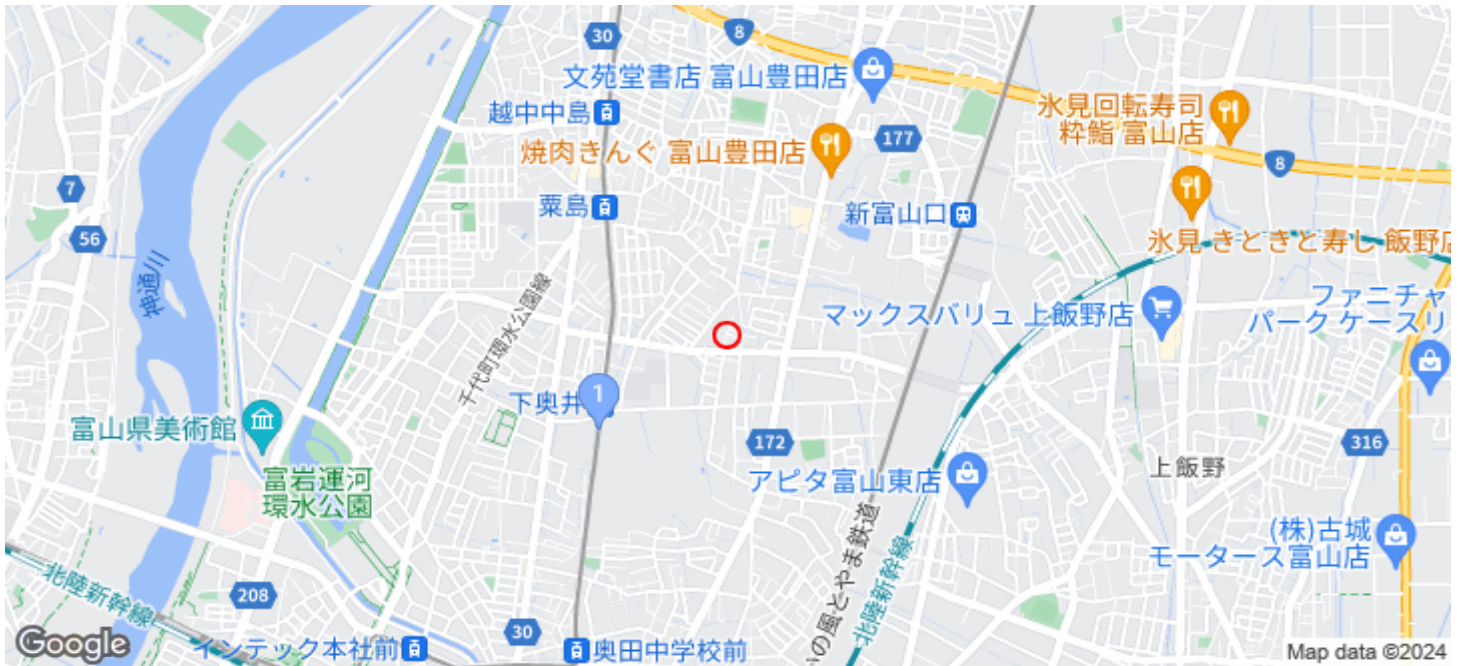 30
8
文苑堂書店 富山豊田店
越中中島
氷見回転寿司
粋鮨 富山店
177
焼肉きんぐ 富山豊田店
8
7
粟島
新富山口
56
氷見 きときと寿し 飯野店
神通川
千代町環水公園線
ファニチャ
パーク ケースリ
マックスバリュ 上飯野店
1
下奥井
富山県美術館
172
316
上飯野
富岩運河
環水公園
アピタ富山東店
(株)古城
モータース富山店
いの風とやま鉄道
北陸新幹線
北陸新幹線
208
30
インテック本社前
奥田中学校前
Google
Map data ©2024